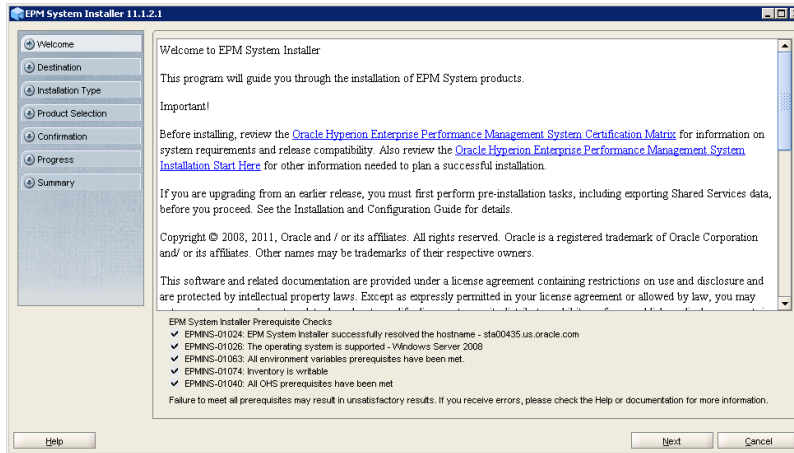 EPM System Installer 11.1.2.1
Welcome
Destination
Installation Type
Product Selection
Confirmation
Progress
Summary
Welcome to EPM System Installer
This program will guide you through the installation of EPM System products.
Important!
Before installing, review the Oracle Hyperion Enterprise Performance Management System Certification Matrix for information on
system requirements and release compatibility. Also review the Oracle Hyperion Enterprise Performance Management System
Installation Start Here for other information needed to plan a successful installation.
If you are upgrading from an earlier release, you must first perform pre-installation tasks, including exporting Shared Services data,
before you proceed. See the Installation and Configuration Guide for details.
Copyright © 2008, 2011, Oracle and / or its affiliates. All rights reserved. Oracle is a registered trademark of Oracle Corporation
and/ or its affiliates. Other names may be trademarks of their respective owners.
This software and related documentation are provided under a license agreement containing restrictions on use and disclosure and
are protected by intellectual property laws. Except as expressly permitted in your license agreement or allowed by law, you may
EPM System Installer Prerequisite Checks
EPMINS-01024: EPM System Installer successfully resolved the hostname - sta00435.us.oracle.com
EPMINS-01026: The operating system is supported - Windows Server 2008
EPMINS-01063: All environment variables prerequisites have been met.
EPMINS-01074: Inventory is writable
EPMINS-01040: All OHS prerequisites have been met
Failure to meet all prerequisites may result in unsatisfactory results. If you receive errors, please check the Help or documentation for more information.
Help
Next
Cancel